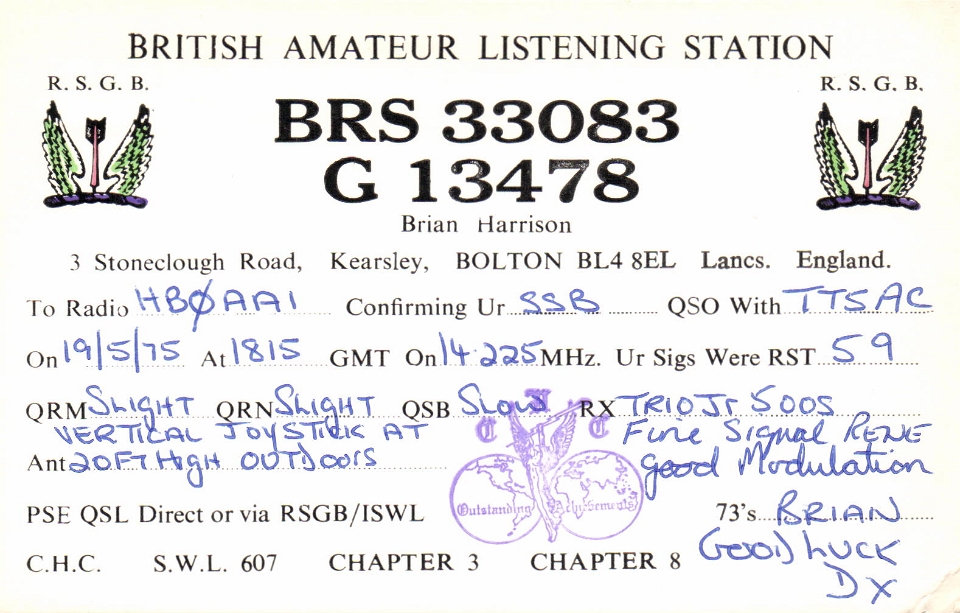 BRITISH AMATEUR LISTENING STATION
R. S. G. B. R. S. G. B.
BRS 33083
G 13478
Brian Harrison
3 Stoneclough Road, Kearsley, BOLTON BL4 8EL Lancs. England.
To Radio HBØAA1 Confirming Ur SSB QSO With TT5AC
On 19/5/75 At 1815 GMT On 14.225 MHz. Ur Sigs Were RST 59
QRM SLIGHT QRN SLIGHT QSB SLOW RX TRIO Jr 500S
VERTICAL JOYSTICK AT Fine Signal RENE
Ant 20FT High OUTDOORS good Modulation
Outstanding Achievements
PSE QSL Direct or via RSGB/ISWL 73's BRIAN
Good LUCK
C.H.C. S.W.L. 607 CHAPTER 3 CHAPTER 8
DX